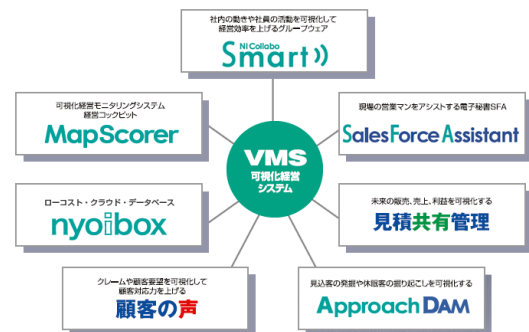 社内の動きや社員の活動を可視化して
経営効率を上げるグループウェア
NI Collabo
Smart
可視化経営モニタリングシステム
経営コックピット
MapScorer
現場の営業マンをアシストする電子秘書SFA
SalesForce Assistant
VMS
可視化経営
システム
ローコスト・クラウド・データベース
nyoibox
未来の販売、売上、利益を可視化する
見積共有管理
クレームや顧客要望を可視化して
顧客対応力を上げる
顧客の声
見込客の発掘や休眠客の掘り起こしを可視化する
Approach DAM